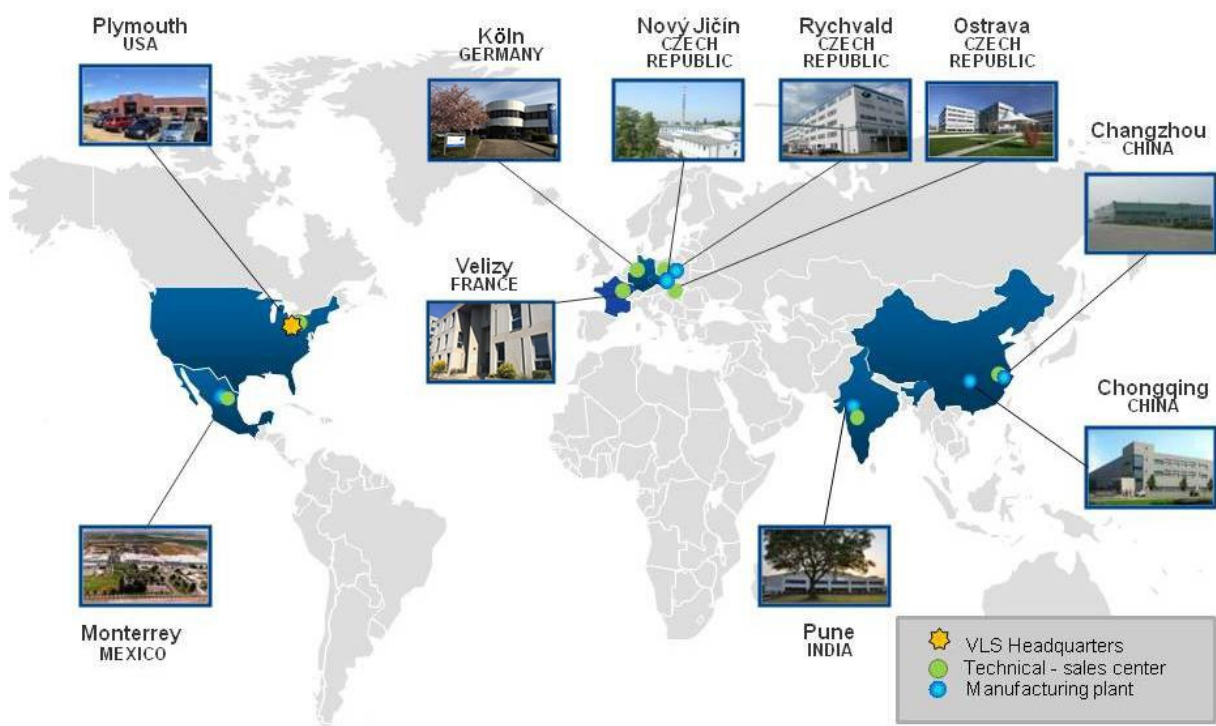 Plymouth
USA
Köln
GERMANY
Nový Jičín
CZECH
REPUBLIC
Rychvald
CZECH
REPUBLIC
Ostrava
CZECH
REPUBLIC
Changzhou
CHINA
Velizy
FRANCE
Chongqing
CHINA
Monterrey
MEXICO
Pune
INDIA
VLS Headquarters
Technical - sales center
Manufacturing plant